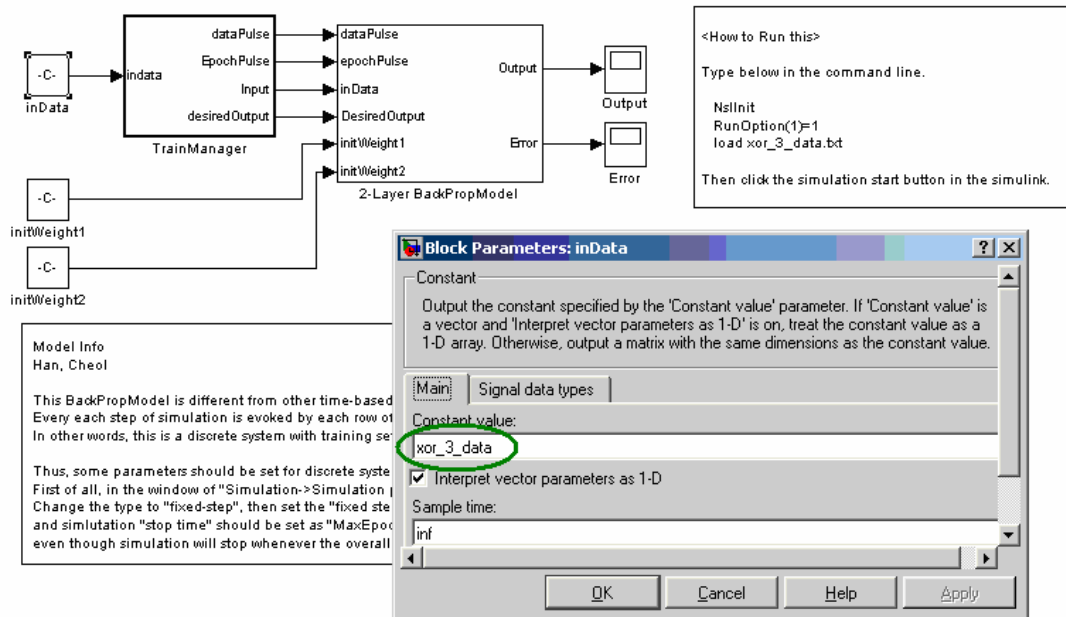 -C-
inData
indata
dataPulse
EpochPulse
Input
desiredOutput
TrainManager
dataPulse
epochPulse
inData
DesiredOutput
initWeight1
initWeight2
Output
Error
2-Layer BackPropModel
Output
Error
-C-
initWeight1
-C-
initWeight2
<How to Run this>
Type below in the command line.
NslInit
RunOption(1)=1
load xor_3_data.txt
Then click the simulation start button in the simulink.
Model Info
Han, Cheol
This BackPropModel is different from other time-based
Every each step of simulation is evoked by each row of
In other words, this is a discrete system with training se
Thus, some parameters should be set for discrete syste
First of all, in the window of "Simulation->Simulation p
Change the type to "fixed-step", then set the "fixed ste
and simlutation "stop time" should be set as "MaxEpoc
even though simulation will stop whenever the overall
Block Parameters: inData
Constant
Output the constant specified by the 'Constant value' parameter. If 'Constant value' is
a vector and 'Interpret vector parameters as 1-D' is on, treat the constant value as a
1-D array. Otherwise, output a matrix with the same dimensions as the constant value.
Main
Signal data types
Constant value:
xor_3_data
Interpret vector parameters as 1-D
Sample time:
inf
OK
Cancel
Help
Apply